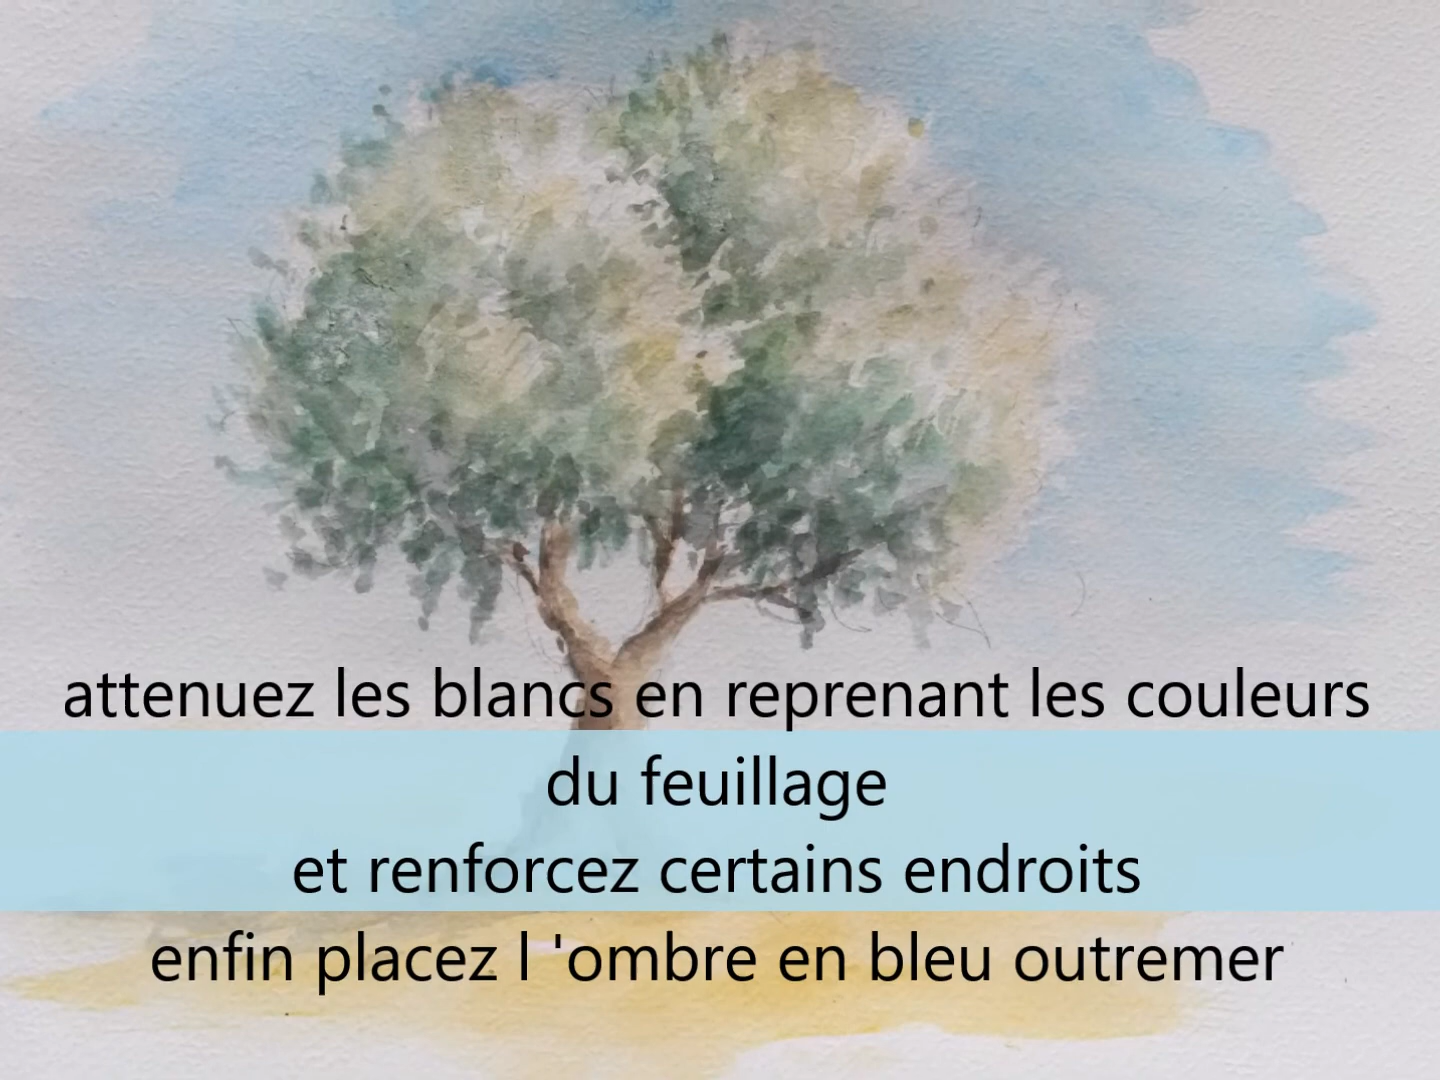 attenuez les blancs en reprenant les couleurs
du feuillage
et renforcez certains endroits
enfin placez l 'ombre en bleu outremer